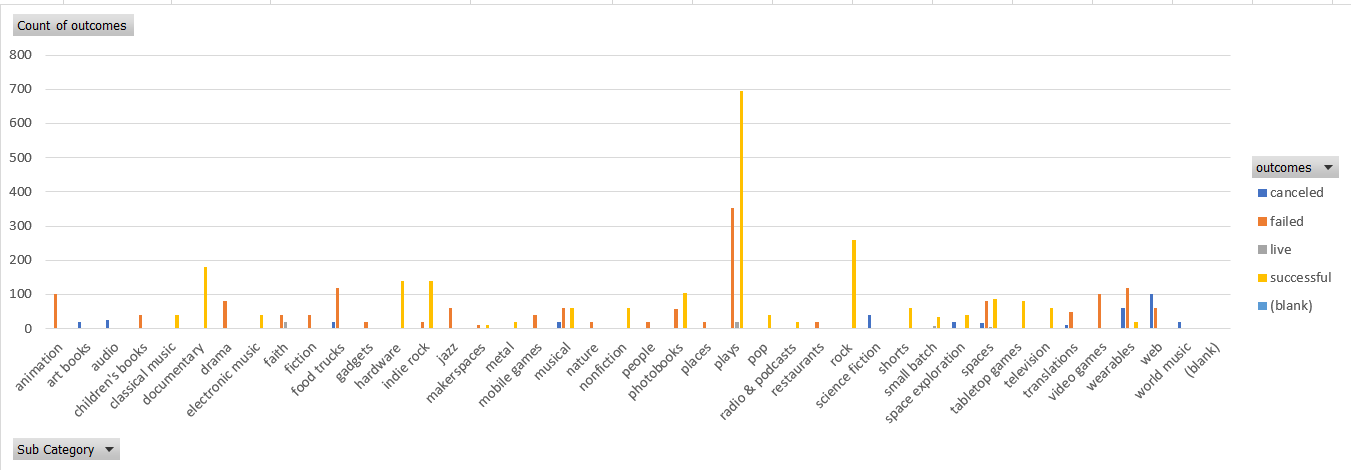 Count of outcomes
800
700
600
500
400
300
200
100
0
animation
art books
audio
children's books
classical music
documentary
drama
electronic music
faith
fiction
food trucks
gadgets
hardware
indie rock
jazz
makerspaces
metal
mobile games
musical
nature
nonfiction
people
photobooks
places
plays
pop
radio & podcasts
restaurants
rock
science fiction
shorts
small batch
space exploration
spaces
tabletop games
television
translations
video games
wearables
web
world music
(blank)
outcomes
canceled
failed
live
successful
(blank)
Sub Category